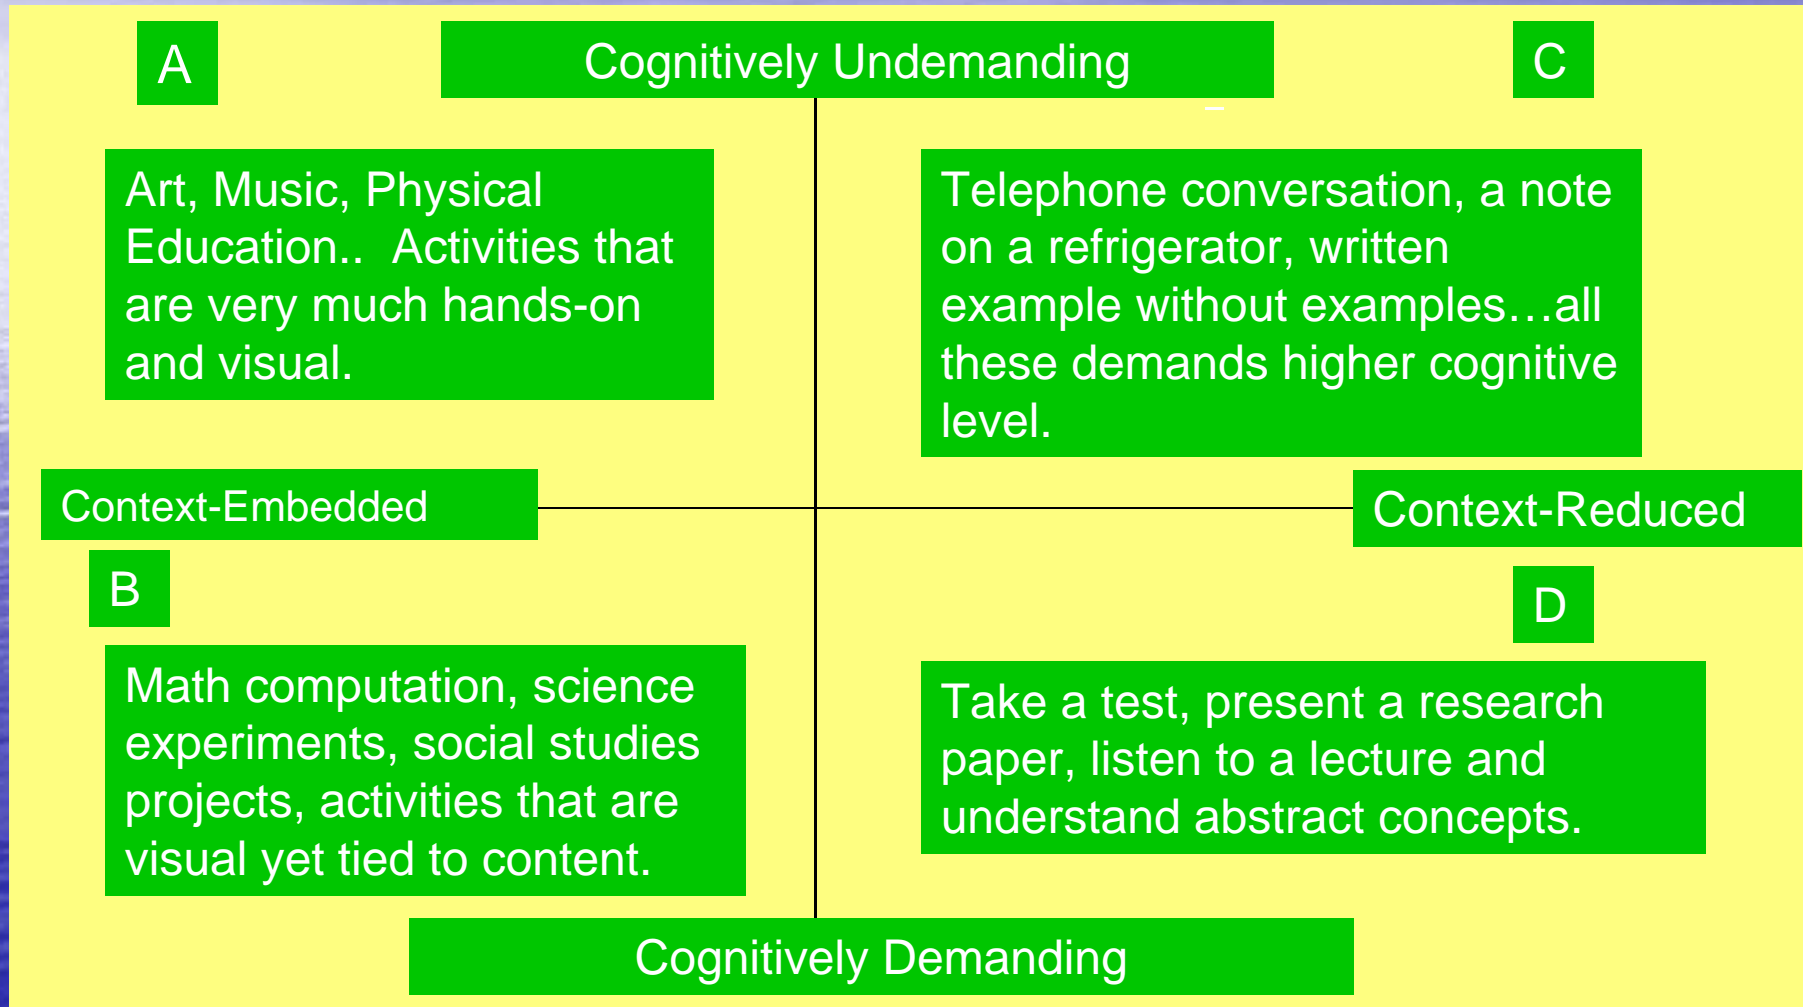 A
Cognitively Undemanding
C
Art, Music, Physical
Education..  Activities that
are very much hands-on
and visual.
Telephone conversation, a note
on a refrigerator, written
example without examples…all
these demands higher cognitive
level.
Context-Embedded
Context-Reduced
B
D
Math computation, science
experiments, social studies
projects, activities that are
visual yet tied to content.
Take a test, present a research
paper, listen to a lecture and
understand abstract concepts.
Cognitively Demanding